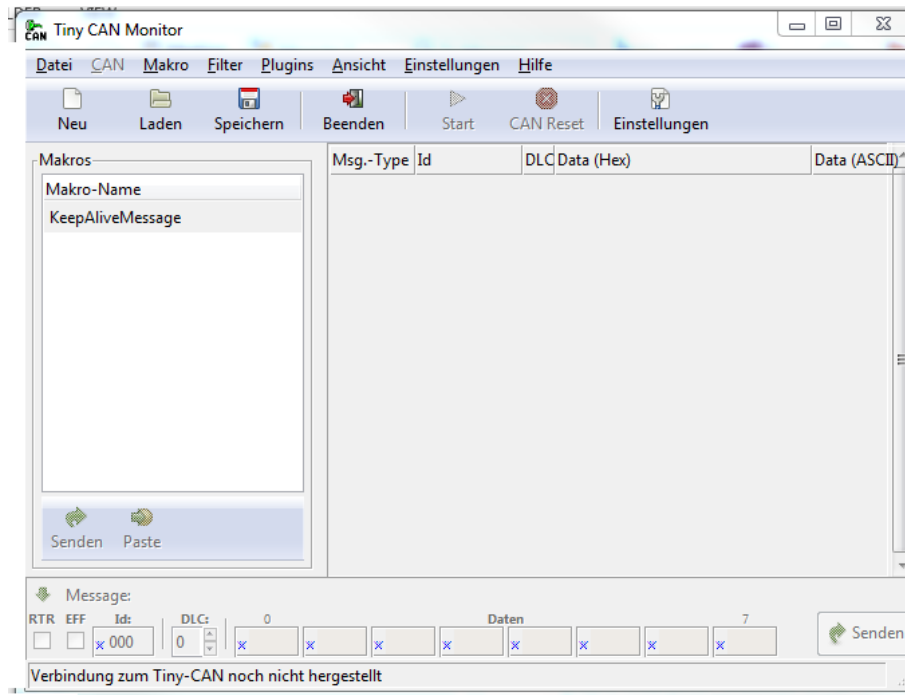 Tiny CAN Monitor
Datei CAN Makro Filter Plugins Ansicht Einstellungen Hilfe
Neu Laden Speichern Beenden Start CAN Reset Einstellungen
Makros
Makro-Name
KeepAliveMessage
Msg.-Type Id DLC Data (Hex) Data (ASCII)
Senden Paste
Message:
RTR EFF Id: DLC: 0 Daten 7
x 000 0 x x x x x x x x
Senden
Verbindung zum Tiny-CAN noch nicht hergestellt